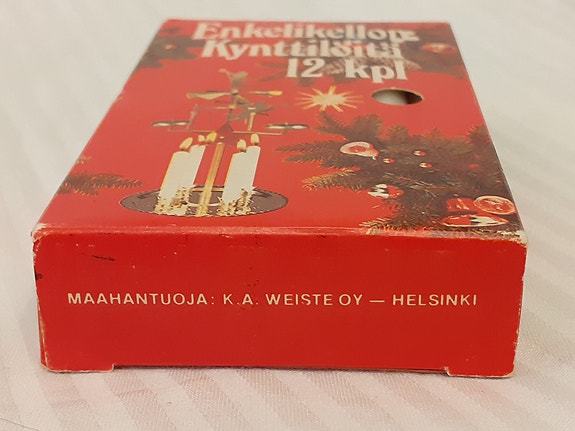 Enkelikellon
Kynttilöitä
12 kpl
MAAHANTUOJA: K.A. WEISTE OY — HELSINKI